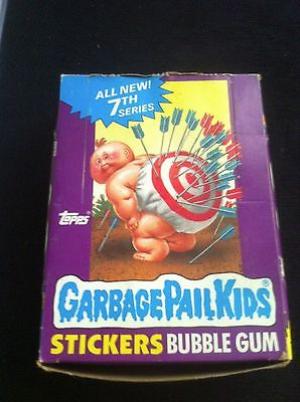 ALL NEW!
7TH
SERIES
TOPPS
GARBAGE PAIL KIDS
STICKERS BUBBLE GUM